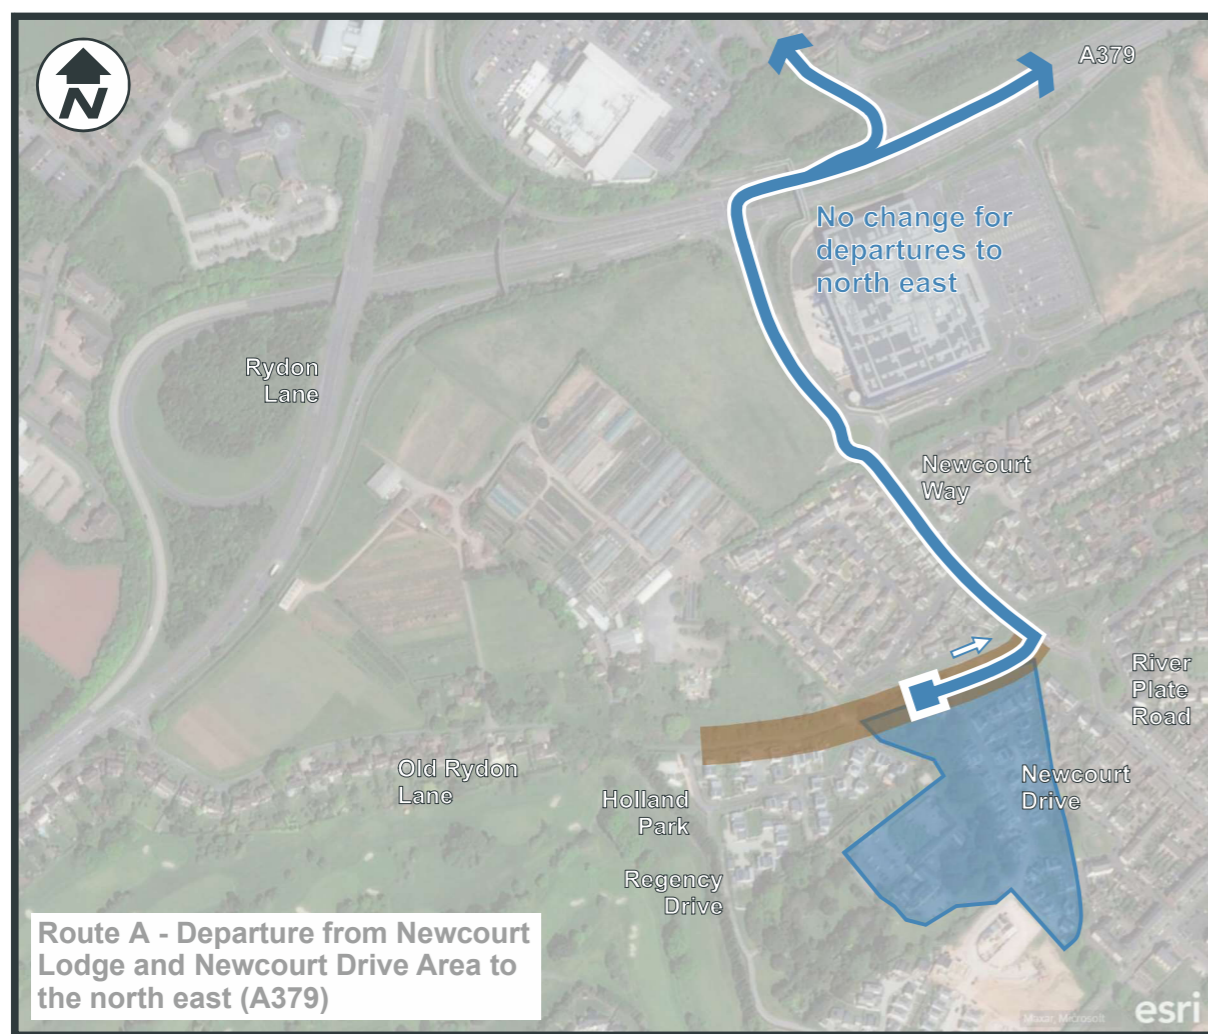 N
A379
No change for
departures to
north east
Rydon
Lane
Newcourt
Way
River
Plate
Road
Old Rydon
Lane
Newcourt
Drive
Holland
Park
Regency
Drive
Route A - Departure from Newcourt
Lodge and Newcourt Drive Area to
the north east (A379)
esri
Maxar, Microsoft